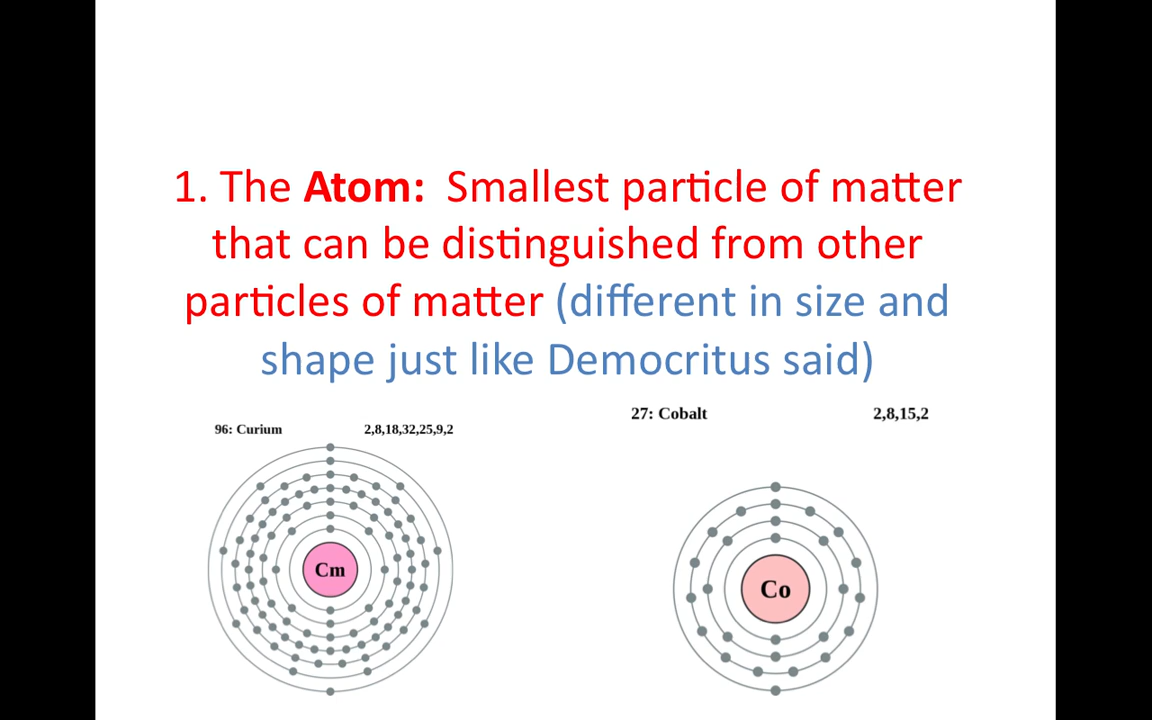 1. The Atom: Smallest particle of matter
that can be distinguished from other
particles of matter (different in size and
shape just like Democritus said)
96: Curium 2,8,18,32,25,9,2
27: Cobalt 2,8,15,2
Cm
Co